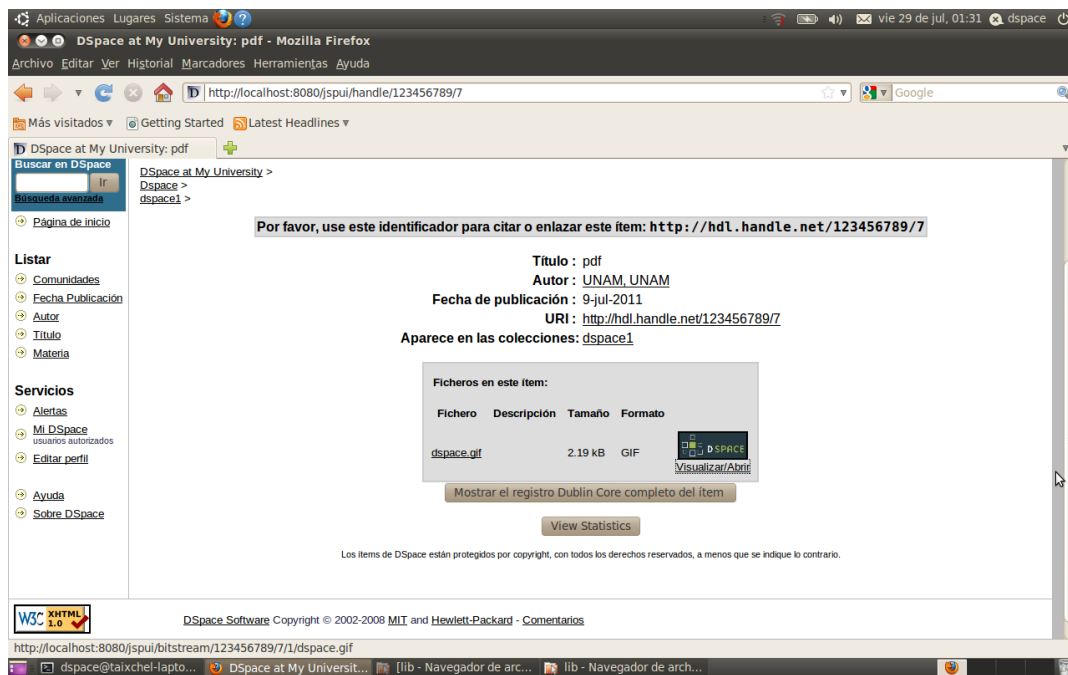 Aplicaciones Lugares Sistema
vie 29 de jul, 01:31 dspace
DSpace at My University: pdf - Mozilla Firefox
Archivo Editar Ver Historial Marcadores Herramientas Ayuda
http://localhost:8080/jspui/handle/123456789/7
Google
Más visitados Getting Started Latest Headlines
DSpace at My University: pdf
Buscar en DSpace
Ir
Búsqueda avanzada
Página de inicio
Listar
Comunidades
Fecha Publicación
Autor
Título
Materia
Servicios
Alertas
Mi DSpace
usuarios autorizados
Editar perfil
Ayuda
Sobre DSpace
DSpace at My University >
Dspace >
dspace1 >
Por favor, use este identificador para citar o enlazar este ítem: http://hdl.handle.net/123456789/7
Título : pdf
Autor : UNAM, UNAM
Fecha de publicación : 9-jul-2011
URI : http://hdl.handle.net/123456789/7
Aparece en las colecciones: dspace1
Ficheros en este ítem:
Fichero Descripción Tamaño Formato
dspace.gif 2.19 kB GIF
DSPACE
Visualizar/Abrir
Mostrar el registro Dublin Core completo del ítem
View Statistics
Los ítems de DSpace están protegidos por copyright, con todos los derechos reservados, a menos que se indique lo contrario.
W3C XHTML 1.0
DSpace Software Copyright © 2002-2008 MIT and Hewlett-Packard - Comentarios
http://localhost:8080/jspui/bitstream/123456789/7/1/dspace.gif
dspace@taixchel-lapto... DSpace at My Universit... [lib - Navegador de arc... lib - Navegador de arch...